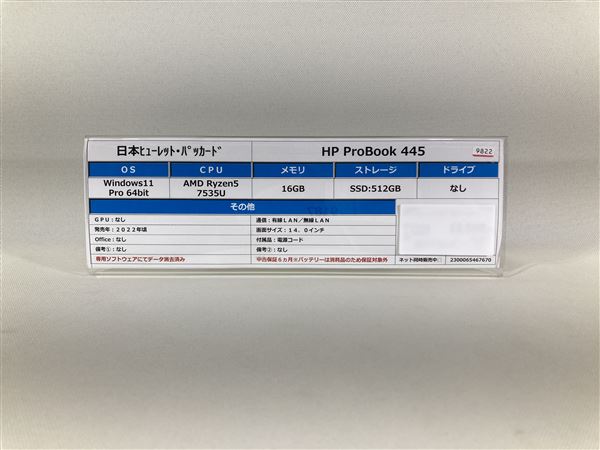 日本ﾋｭｰﾚｯﾄ・ﾊﾟｯｶｰﾄﾞ HP ProBook 445 9822
OS CPU メモリ ストレージ ドライブ
Windows11 Pro 64bit AMD Ryzen5 7535U 16GB SSD:512GB なし
その他
GPU：なし 通信：有線LAN／無線LAN
発売年：2022年頃 画面サイズ：14．0インチ
Office：なし 付属品：電源コード
備考①：なし 備考②：なし
専用ソフトウェアにてデータ消去済み 中古保証6ヵ月※バッテリーは消耗品のため保証対象外 ネット同時販売中□ 2300065467670